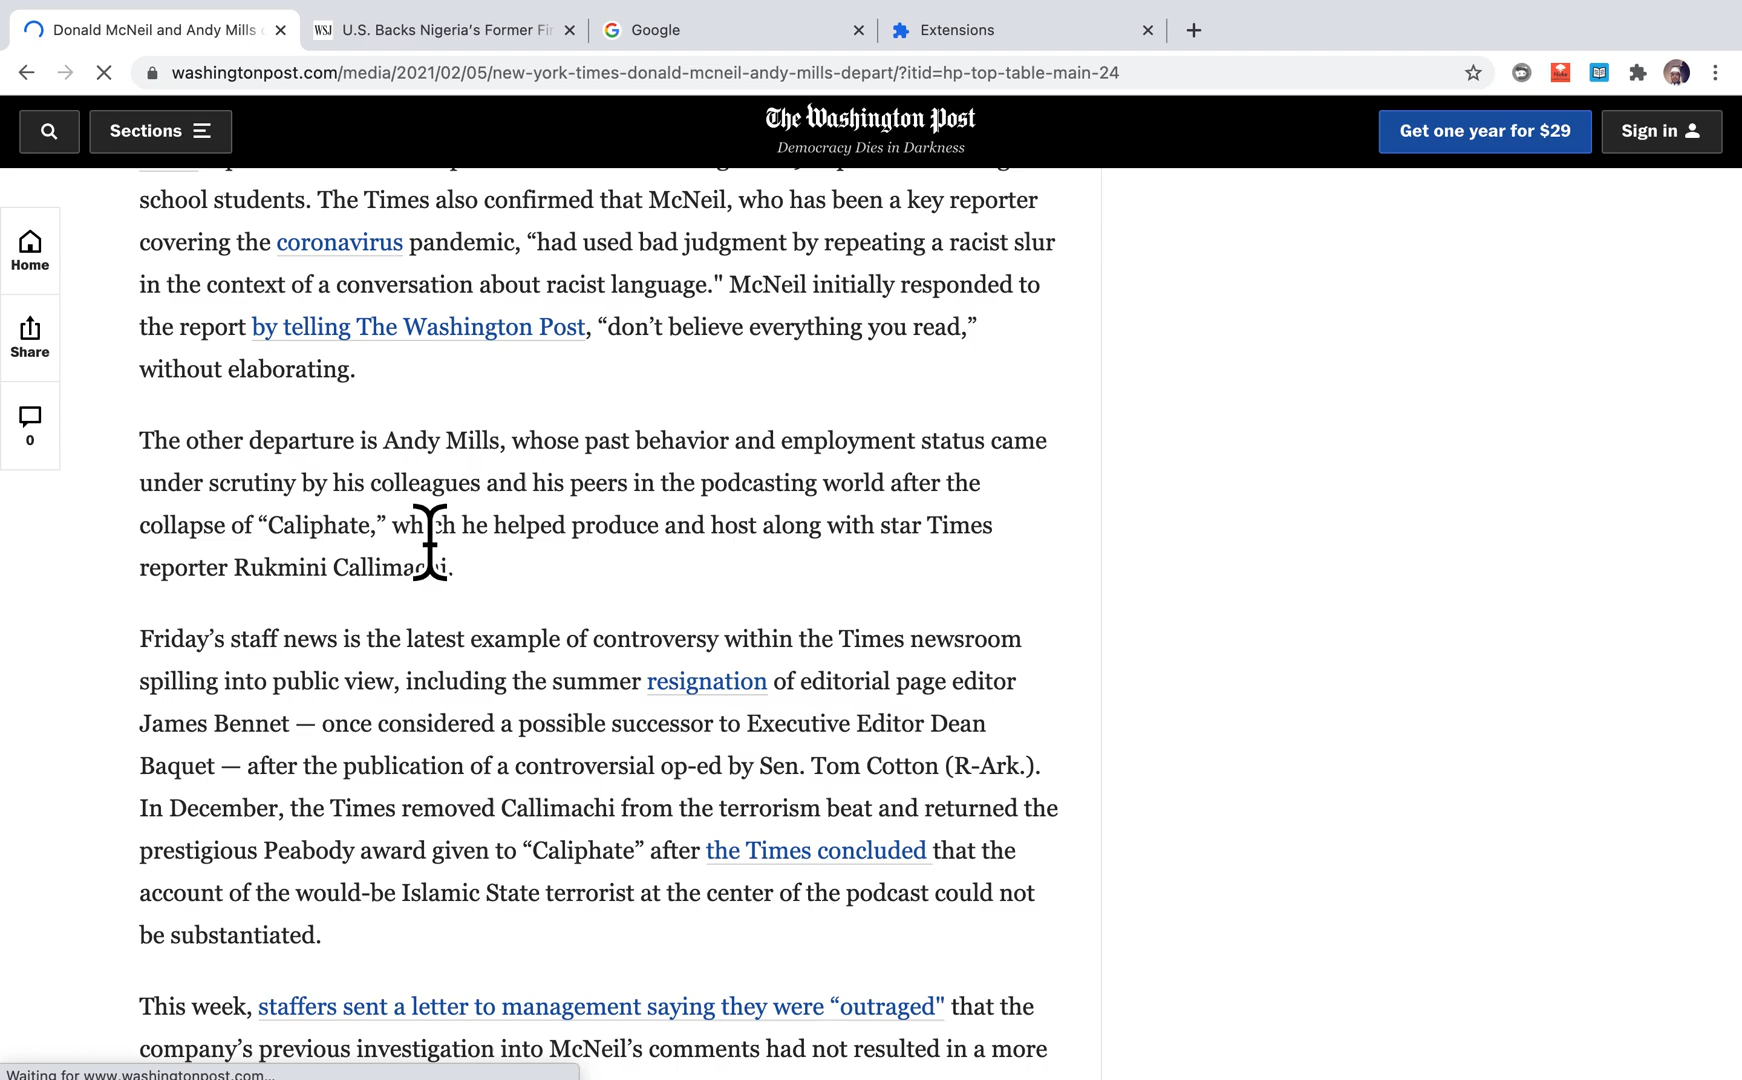 Donald McNeil and Andy Mills
U.S. Backs Nigeria's Former Fi
Google
Extensions
washingtonpost.com/media/2021/02/05/new-york-times-donald-mcneil-andy-mills-depart/?itid=hp-top-table-main-24
Sections
The Washington Post
Democracy Dies in Darkness
Get one year for $29
Sign in
Home
Share
0
school students. The Times also confirmed that McNeil, who has been a key reporter
covering the coronavirus pandemic, “had used bad judgment by repeating a racist slur
in the context of a conversation about racist language." McNeil initially responded to
the report by telling The Washington Post, “don’t believe everything you read,”
without elaborating.
The other departure is Andy Mills, whose past behavior and employment status came
under scrutiny by his colleagues and his peers in the podcasting world after the
collapse of “Caliphate,” which he helped produce and host along with star Times
reporter Rukmini Callimachi.
Friday’s staff news is the latest example of controversy within the Times newsroom
spilling into public view, including the summer resignation of editorial page editor
James Bennet — once considered a possible successor to Executive Editor Dean
Baquet — after the publication of a controversial op-ed by Sen. Tom Cotton (R-Ark.).
In December, the Times removed Callimachi from the terrorism beat and returned the
prestigious Peabody award given to “Caliphate” after the Times concluded that the
account of the would-be Islamic State terrorist at the center of the podcast could not
be substantiated.
This week, staffers sent a letter to management saying they were “outraged" that the
company’s previous investigation into McNeil’s comments had not resulted in a more
Waiting for www.washingtonpost.com...